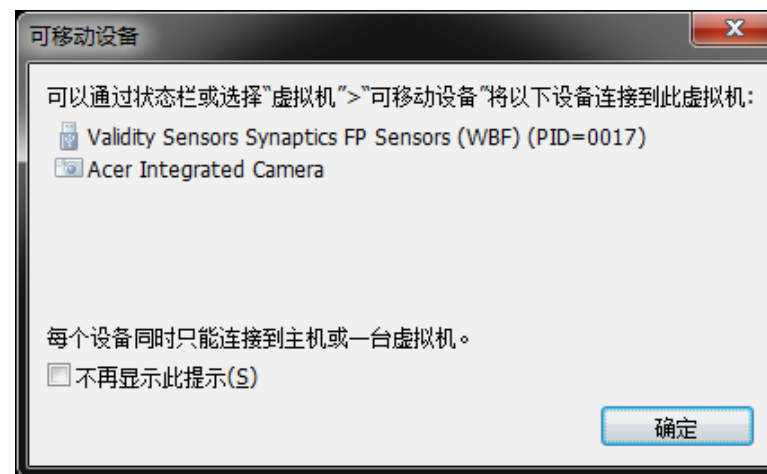 可移动设备
可以通过状态栏或选择“虚拟机”>“可移动设备”将以下设备连接到此虚拟机:
Validity Sensors Synaptics FP Sensors (WBF) (PID=0017)
Acer Integrated Camera
每个设备同时只能连接到主机或一台虚拟机。
不再显示此提示(S)
确定